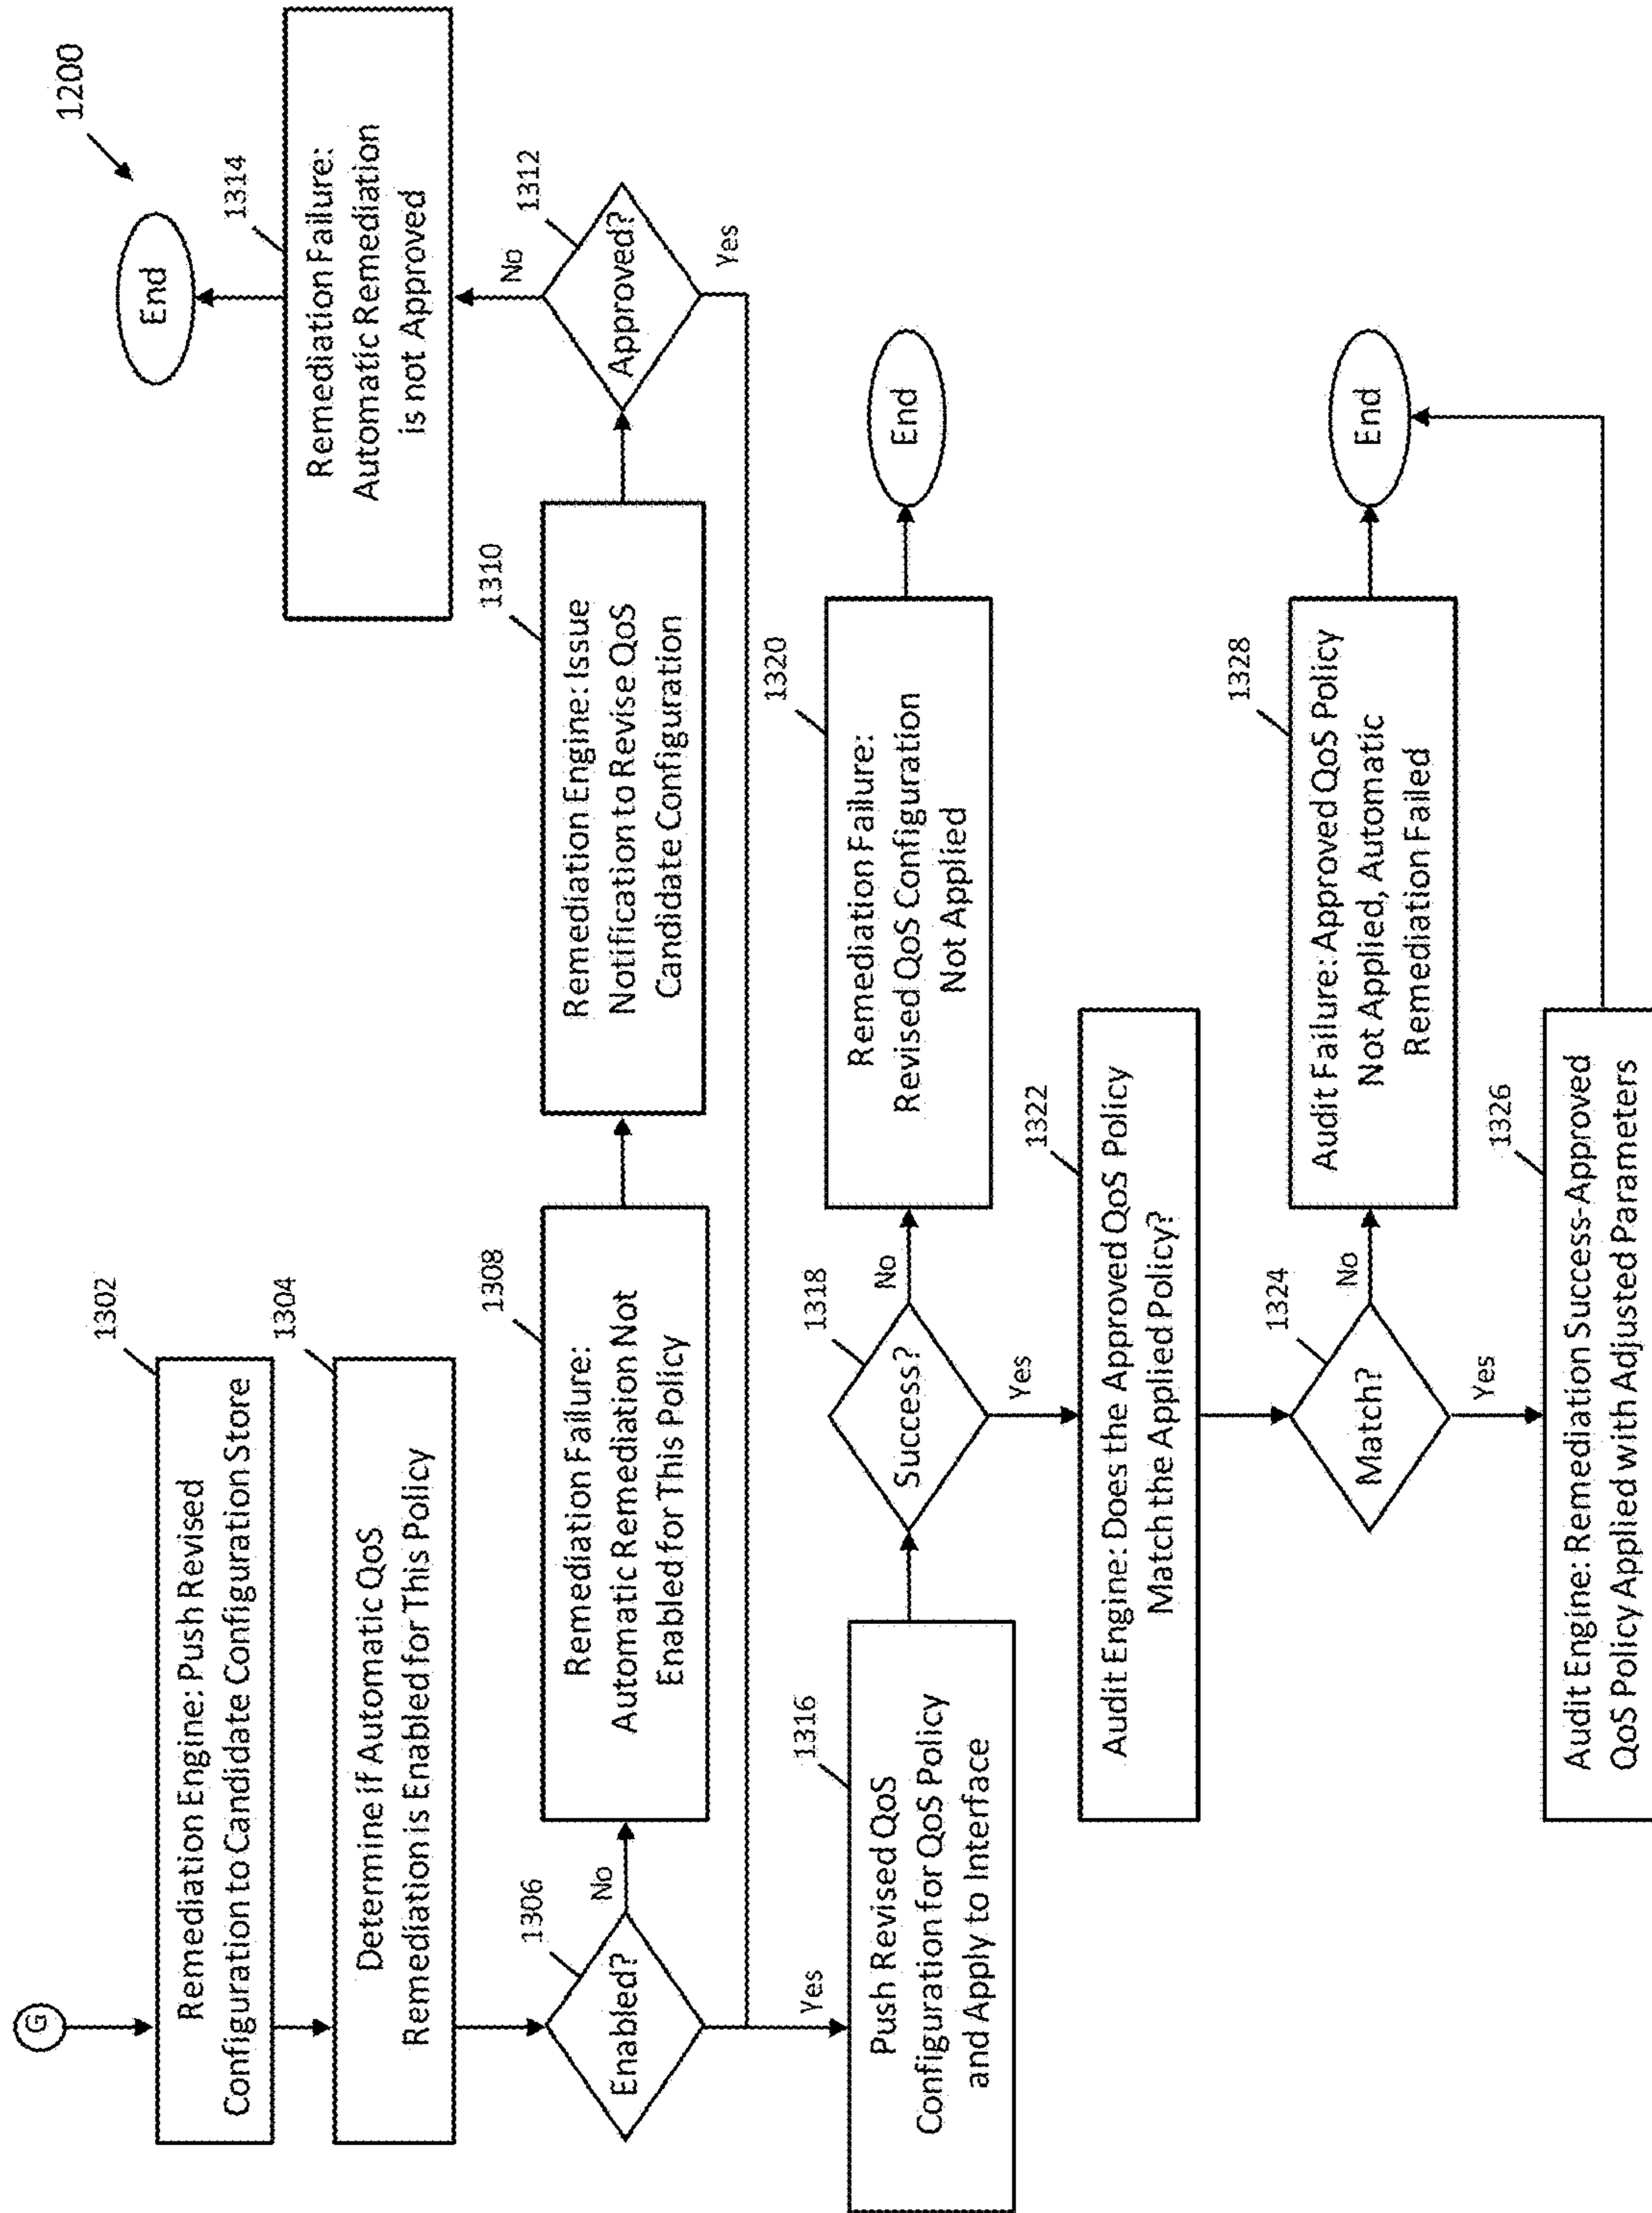 1200
G
1302
Remediation Engine: Push Revised
Configuration to Candidate Configuration Store
1304
Determine if Automatic QoS
Remediation is Enabled for This Policy
1306
Enabled?
No
Yes
1308
Remediation Failure:
Automatic Remediation Not
Enabled for This Policy
1310
Remediation Engine: Issue
Notification to Revise QoS
Candidate Configuration
1312
Approved?
No
Yes
1314
Remediation Failure:
Automatic Remediation
is not Approved
End
1316
Push Revised QoS
Configuration for QoS Policy
and Apply to Interface
1318
Success?
No
Yes
1320
Remediation Failure:
Revised QoS Configuration
Not Applied
End
1322
Audit Engine: Does the Approved QoS Policy
Match the Applied Policy?
1324
Match?
No
Yes
1328
Audit Failure: Approved QoS Policy
Not Applied, Automatic
Remediation Failed
End
1326
Audit Engine: Remediation Success-Approved
QoS Policy Applied with Adjusted Parameters